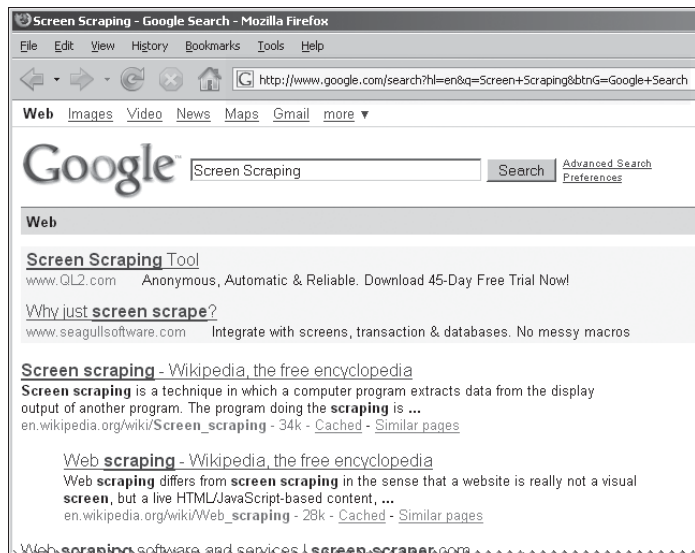 Screen Scraping - Google Search - Mozilla Firefox
File Edit View History Bookmarks Tools Help
G http://www.google.com/search?hl=en&q=Screen+Scraping&btnG=Google+Search
Web Images Video News Maps Gmail more ▼
Google™ Screen Scraping Search Advanced Search
Preferences
Web
Screen Scraping Tool
www.QL2.com Anonymous, Automatic & Reliable. Download 45-Day Free Trial Now!
Why just screen scrape?
www.seagullsoftware.com Integrate with screens, transaction & databases. No messy macros
Screen scraping - Wikipedia, the free encyclopedia
Screen scraping is a technique in which a computer program extracts data from the display
output of another program. The program doing the scraping is ...
en.wikipedia.org/wiki/Screen_scraping - 34k - Cached - Similar pages
Web scraping - Wikipedia, the free encyclopedia
Web scraping differs from screen scraping in the sense that a website is really not a visual
screen, but a live HTML/JavaScript-based content, ...
en.wikipedia.org/wiki/Web_scraping - 28k - Cached - Similar pages
Web scraping software and services | screen-scraper.com